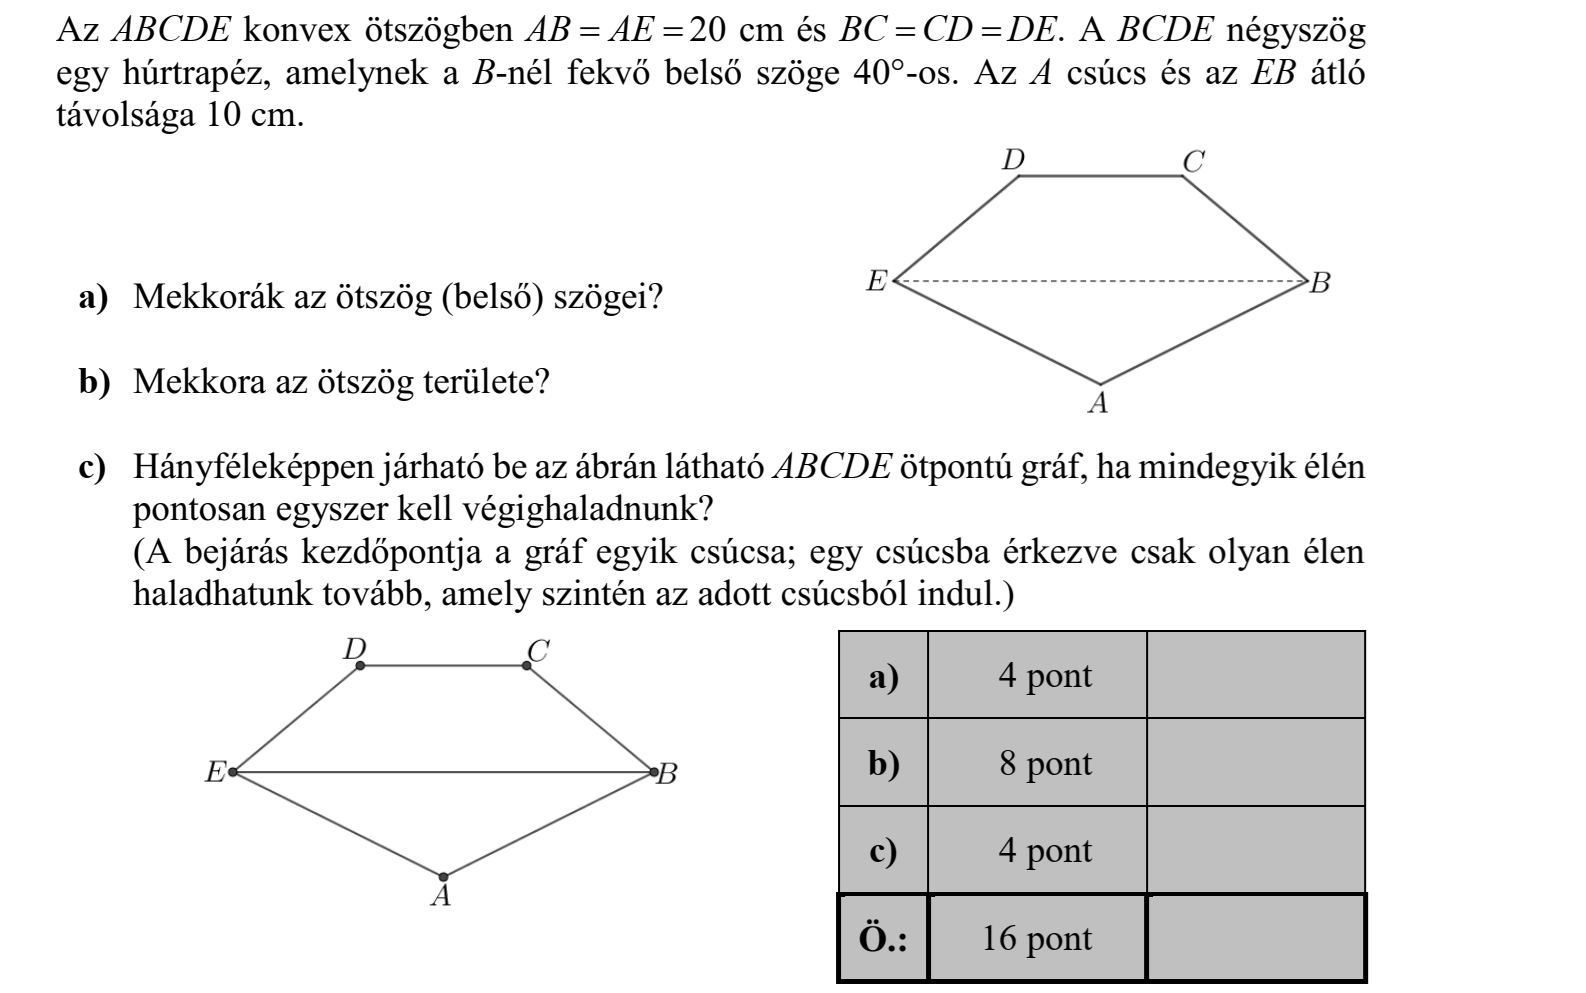 Az ABCDE konvex ötszögben AB = AE = 20 cm és BC = CD = DE. A BCDE négyszög
egy húrtrapéz, amelynek a B-nél fekvő belső szöge 40°-os. Az A csúcs és az EB átló
távolsága 10 cm.
D C
E B
A
a) Mekkorák az ötszög (belső) szögei?
b) Mekkora az ötszög területe?
c) Hányféleképpen járható be az ábrán látható ABCDE ötpontú gráf, ha mindegyik élén
pontosan egyszer kell végighaladnunk?
(A bejárás kezdőpontja a gráf egyik csúcsa; egy csúcsba érkezve csak olyan élen
haladhatunk tovább, amely szintén az adott csúcsból indul.)
D C
E B
A
a) 4 pont
b) 8 pont
c) 4 pont
Ö.: 16 pont